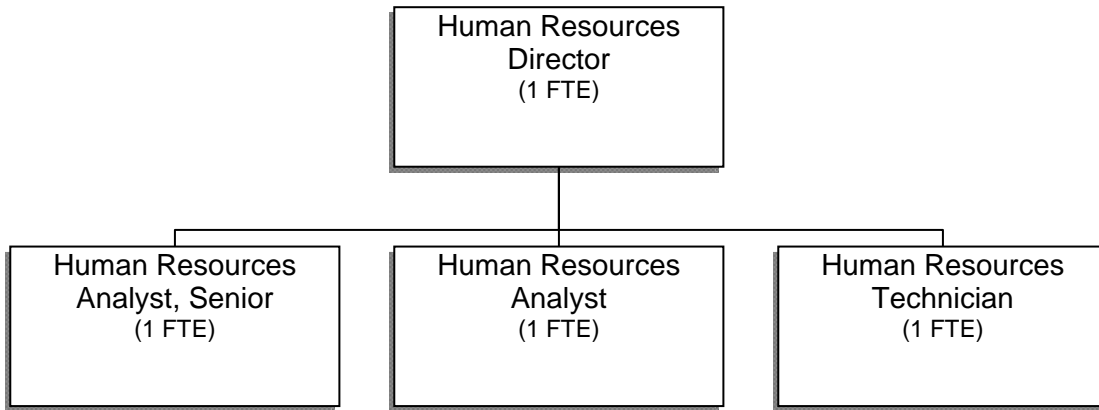 Human Resources
Director
(1 FTE)
Human Resources
Analyst, Senior
(1 FTE)
Human Resources
Analyst
(1 FTE)
Human Resources
Technician
(1 FTE)